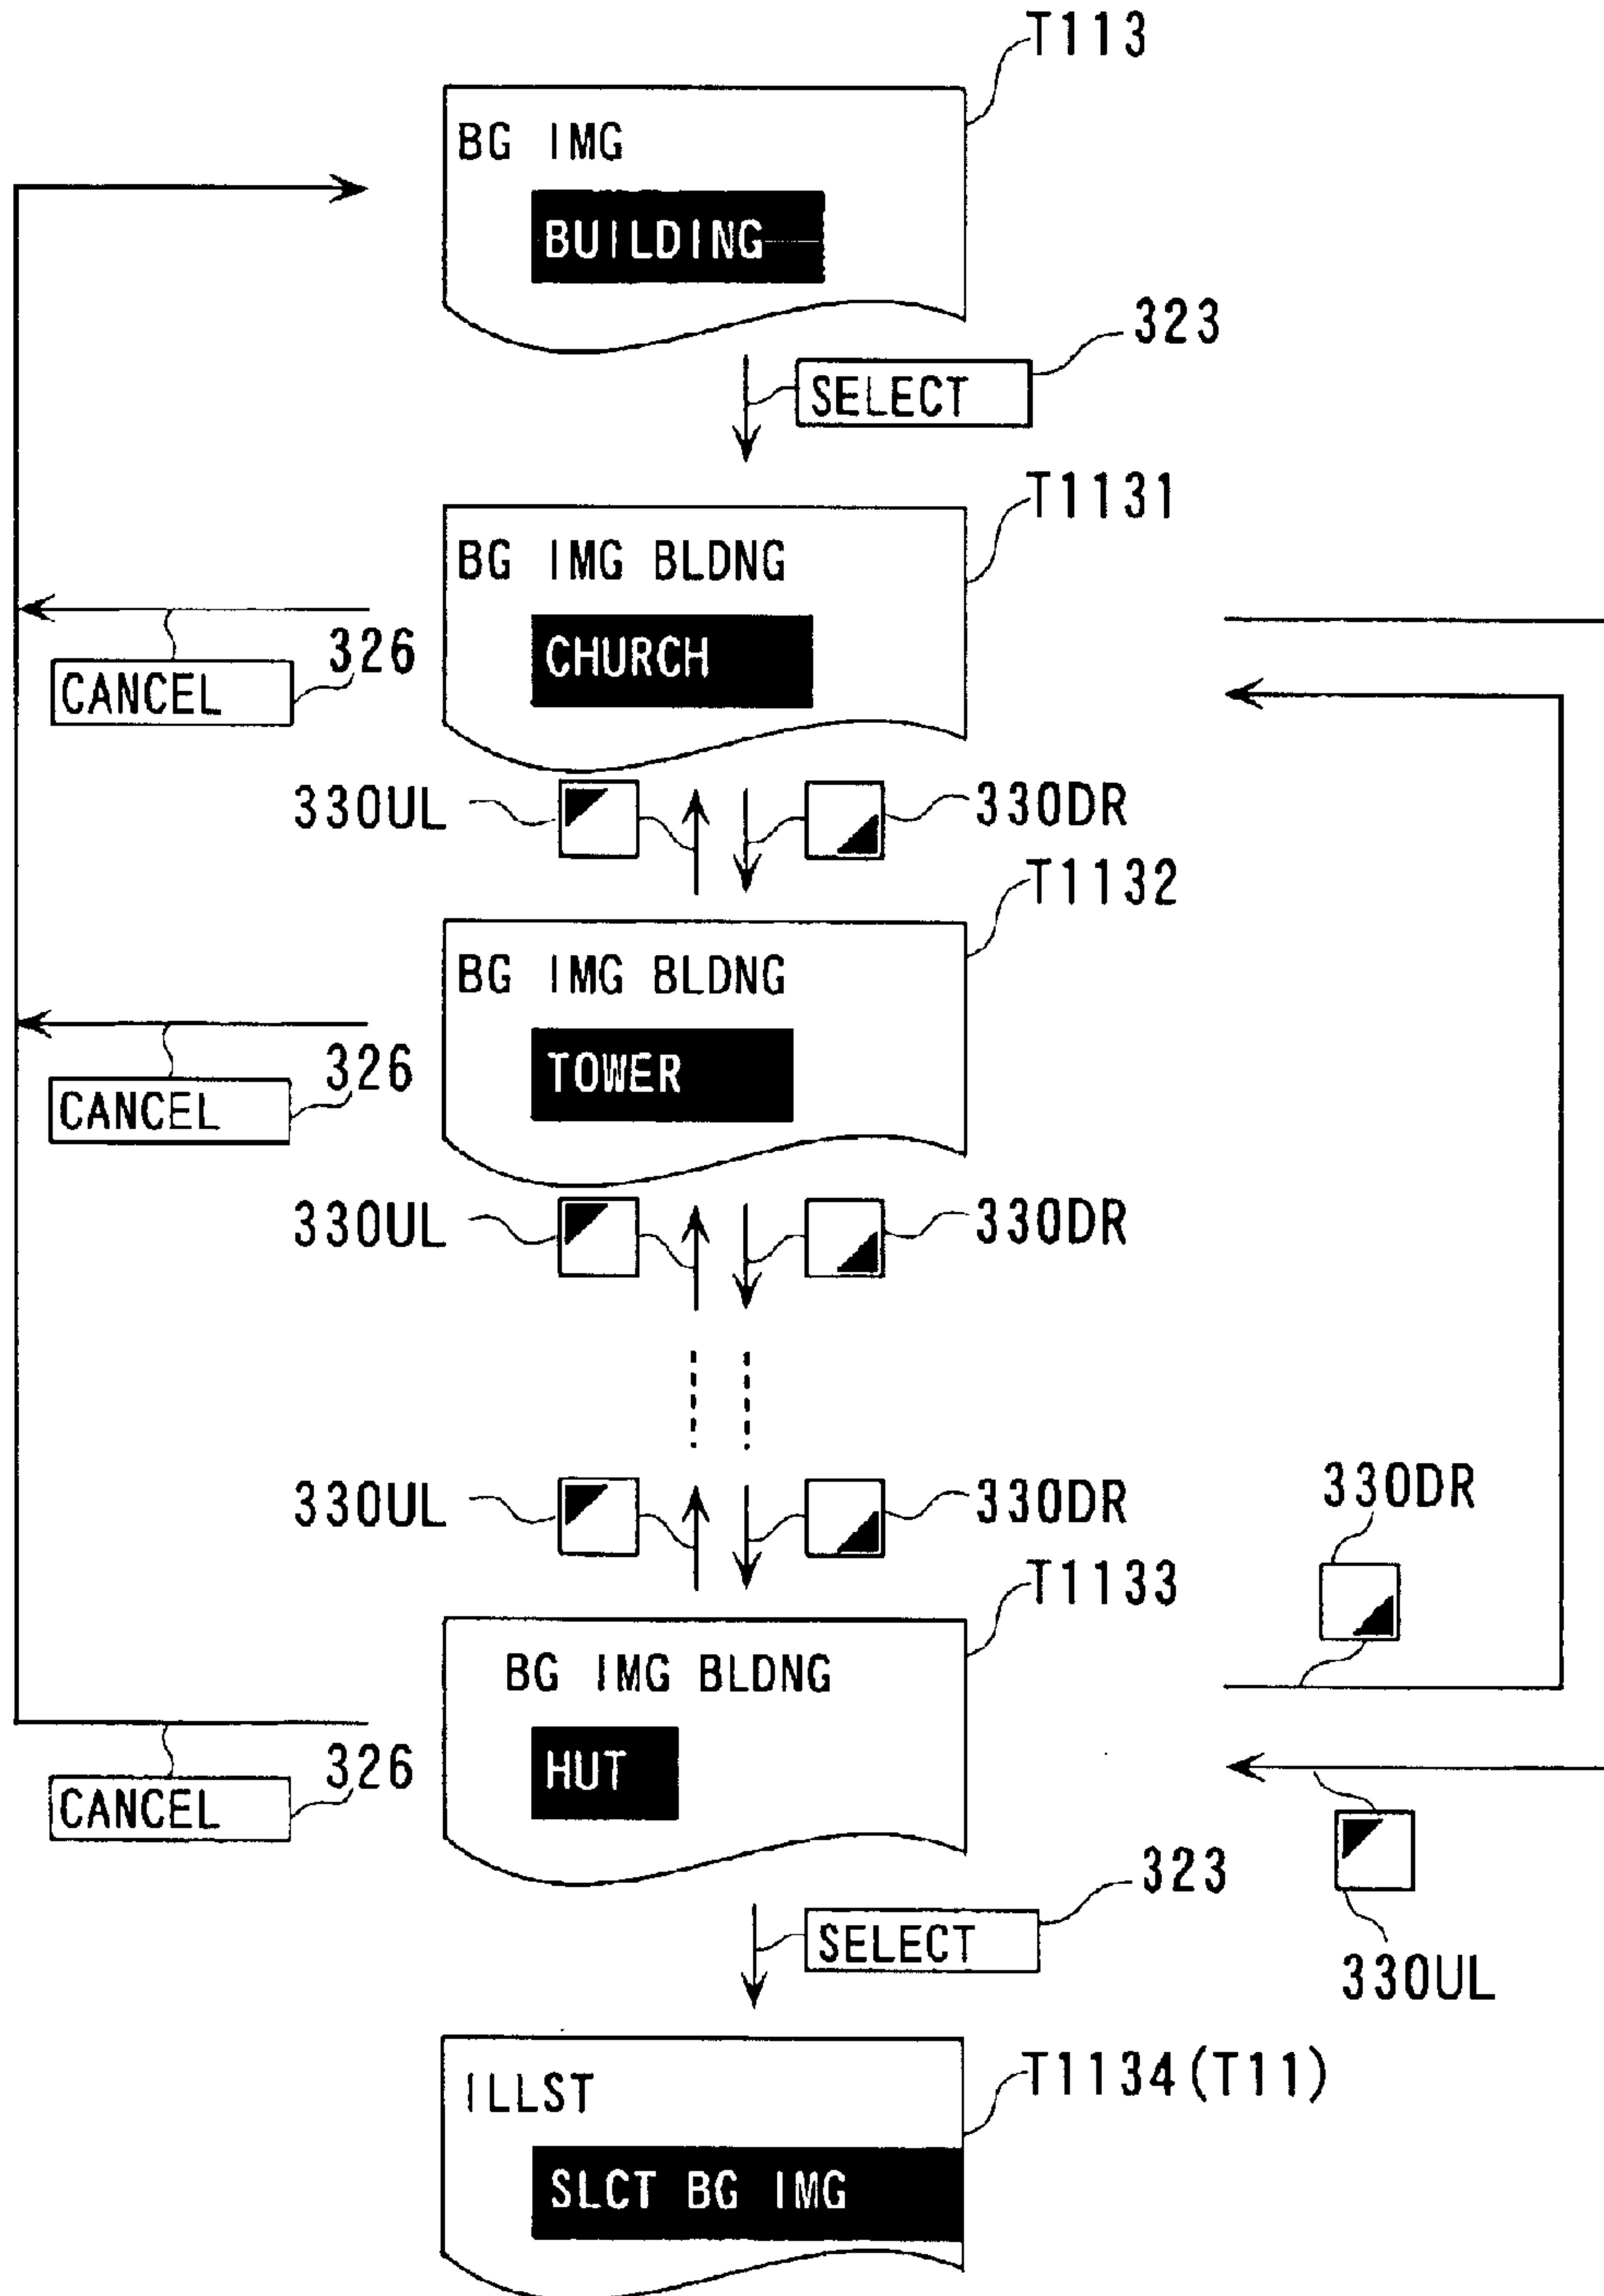 T113
BG IMG
BUILDING
323
SELECT
T1131
BG IMG BLDNG
CHURCH
326
CANCEL
330UL
330DR
T1132
BG IMG BLDNG
TOWER
326
CANCEL
330UL
330DR
330UL
330DR
330DR
T1133
BG IMG BLDNG
HUT
326
CANCEL
323
SELECT
330UL
T1134(T11)
ILLST
SLCT BG IMG